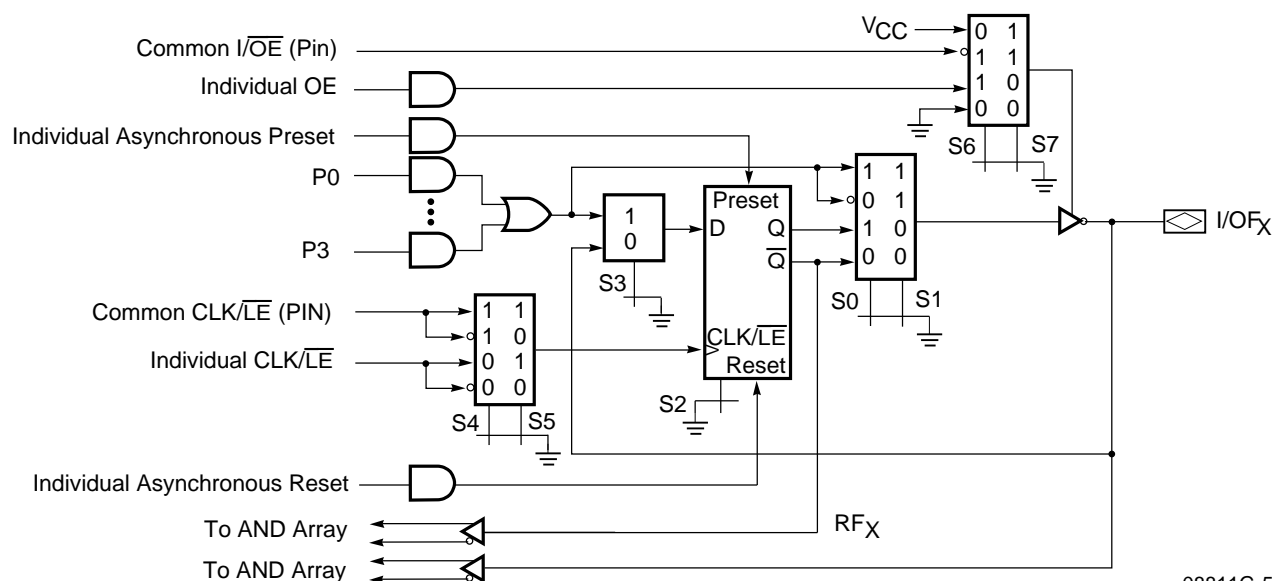 VCC
0 1
Common I/OE (Pin)
1 1
Individual OE
1 0
0 0
S6 S7
Individual Asynchronous Preset
P0
P3
1
0
S3
Preset
D Q
Q
CLK/LE
Reset
S2
1 1
0 1
1 0
0 0
S0 S1
I/OFX
Common CLK/LE (PIN)
Individual CLK/LE
1 1
1 0
0 1
0 0
S4 S5
Individual Asynchronous Reset
To AND Array
RFX
To AND Array